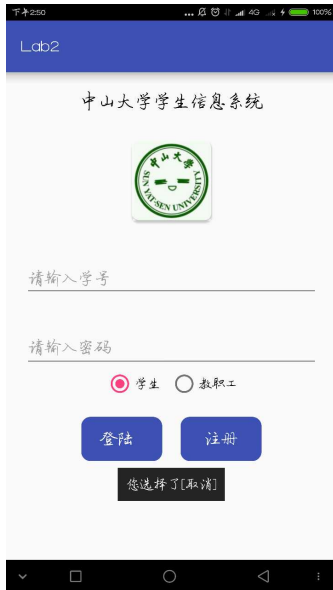 下午2:50 ... 4G 100%
Lab2
中山大学学生信息系统
中山大学
SUN YAT-SEN UNIVERSITY
请输入学号
请输入密码
学生 教职工
登陆 注册
您选择了[取消]